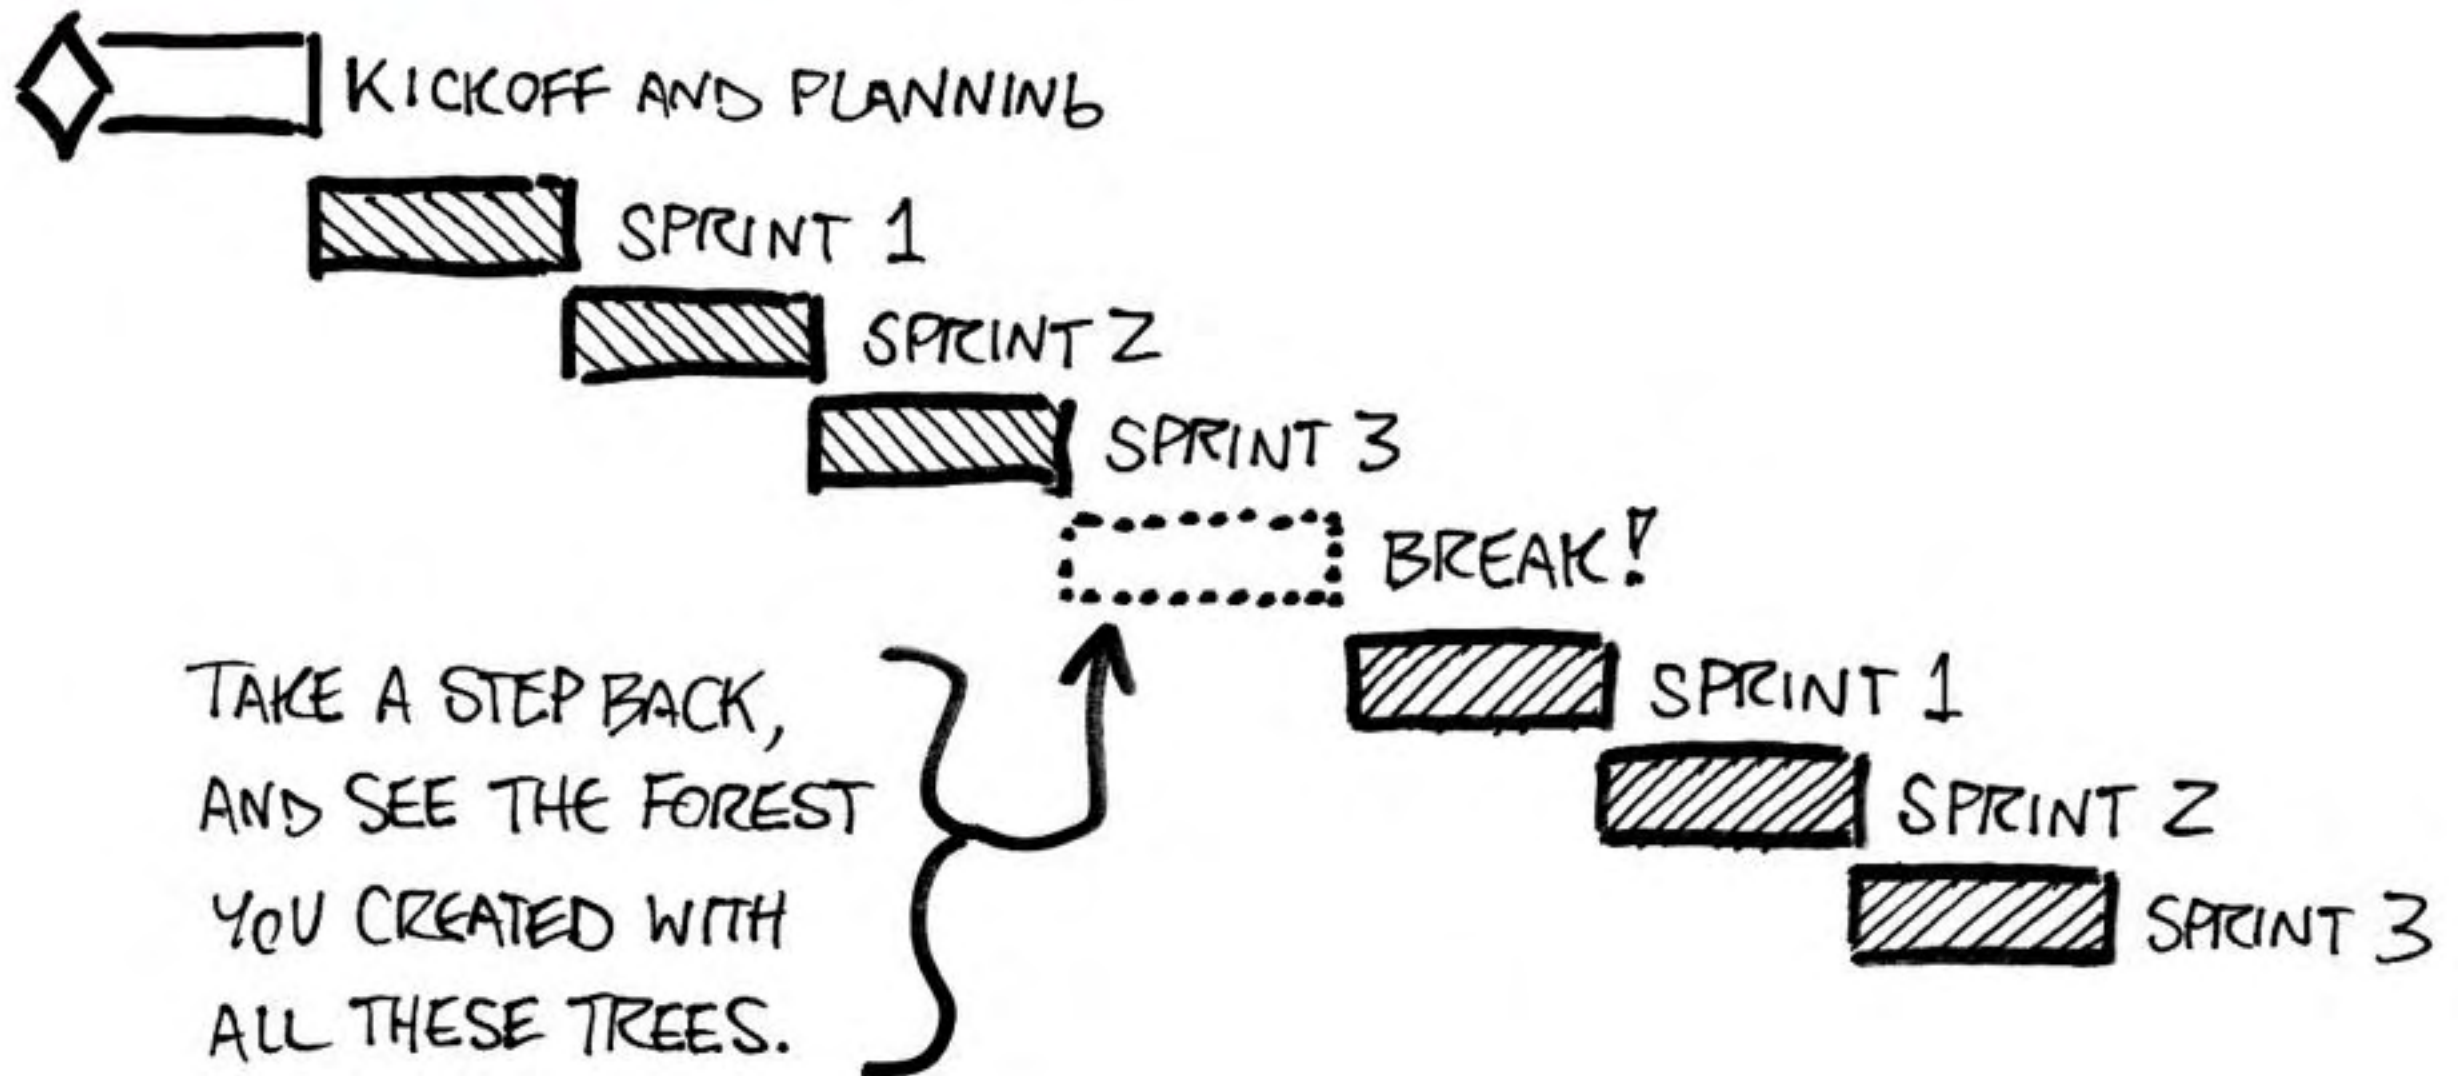 KICKOFF AND PLANNING
SPRINT 1
SPRINT 2
SPRINT 3
BREAK!
TAKE A STEP BACK,
AND SEE THE FOREST
YOU CREATED WITH
ALL THESE TREES.
SPRINT 1
SPRINT 2
SPRINT 3